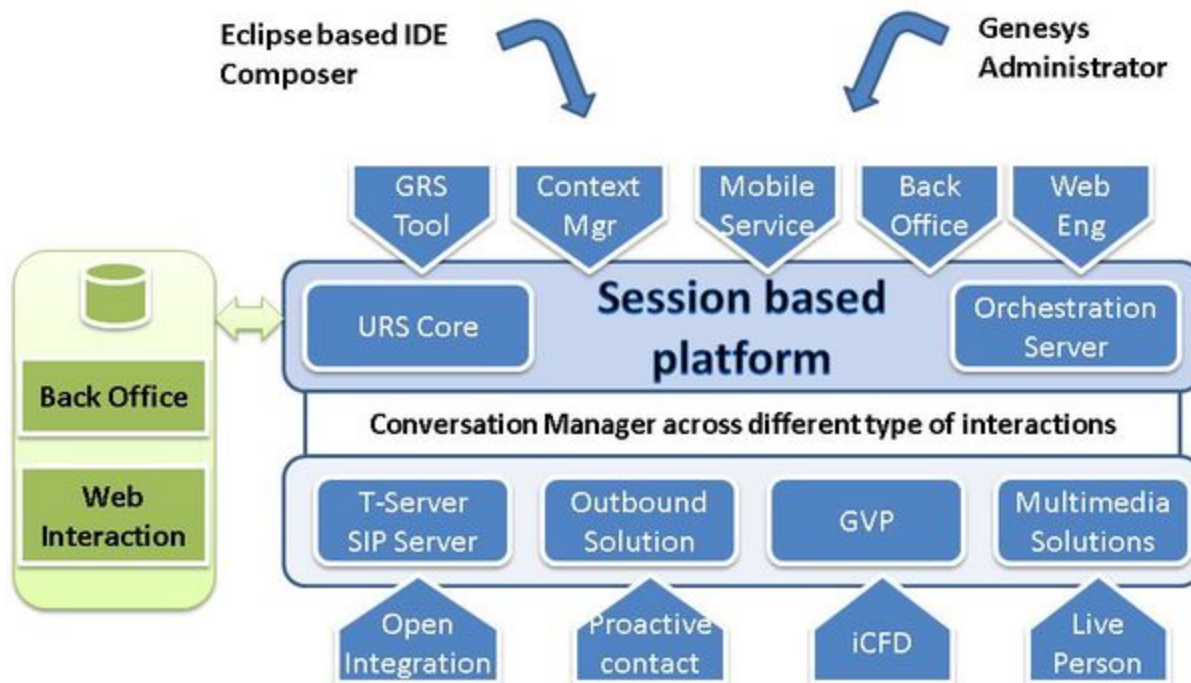 Eclipse based IDE
Composer
Genesys
Administrator
GRS
Tool
Context
Mgr
Mobile
Service
Back
Office
Web
Eng
URS Core
Session based
platform
Orchestration
Server
Back Office
Web
Interaction
Conversation Manager across different type of interactions
T-Server
SIP Server
Outbound
Solution
GVP
Multimedia
Solutions
Open
Integration
Proactive
contact
iCFD
Live
Person